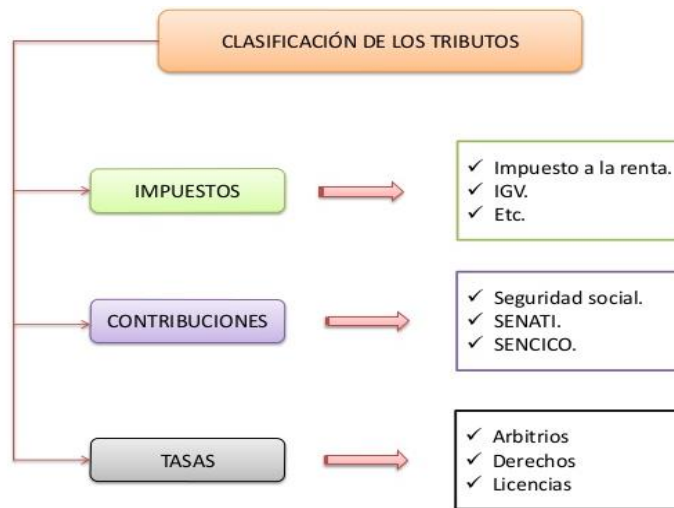 CLASIFICACIÓN DE LOS TRIBUTOS
IMPUESTOS
✓ Impuesto a la renta.
✓ IGV.
✓ Etc.
CONTRIBUCIONES
✓ Seguridad social.
✓ SENATI.
✓ SENCICO.
TASAS
✓ Arbitrios
✓ Derechos
✓ Licencias